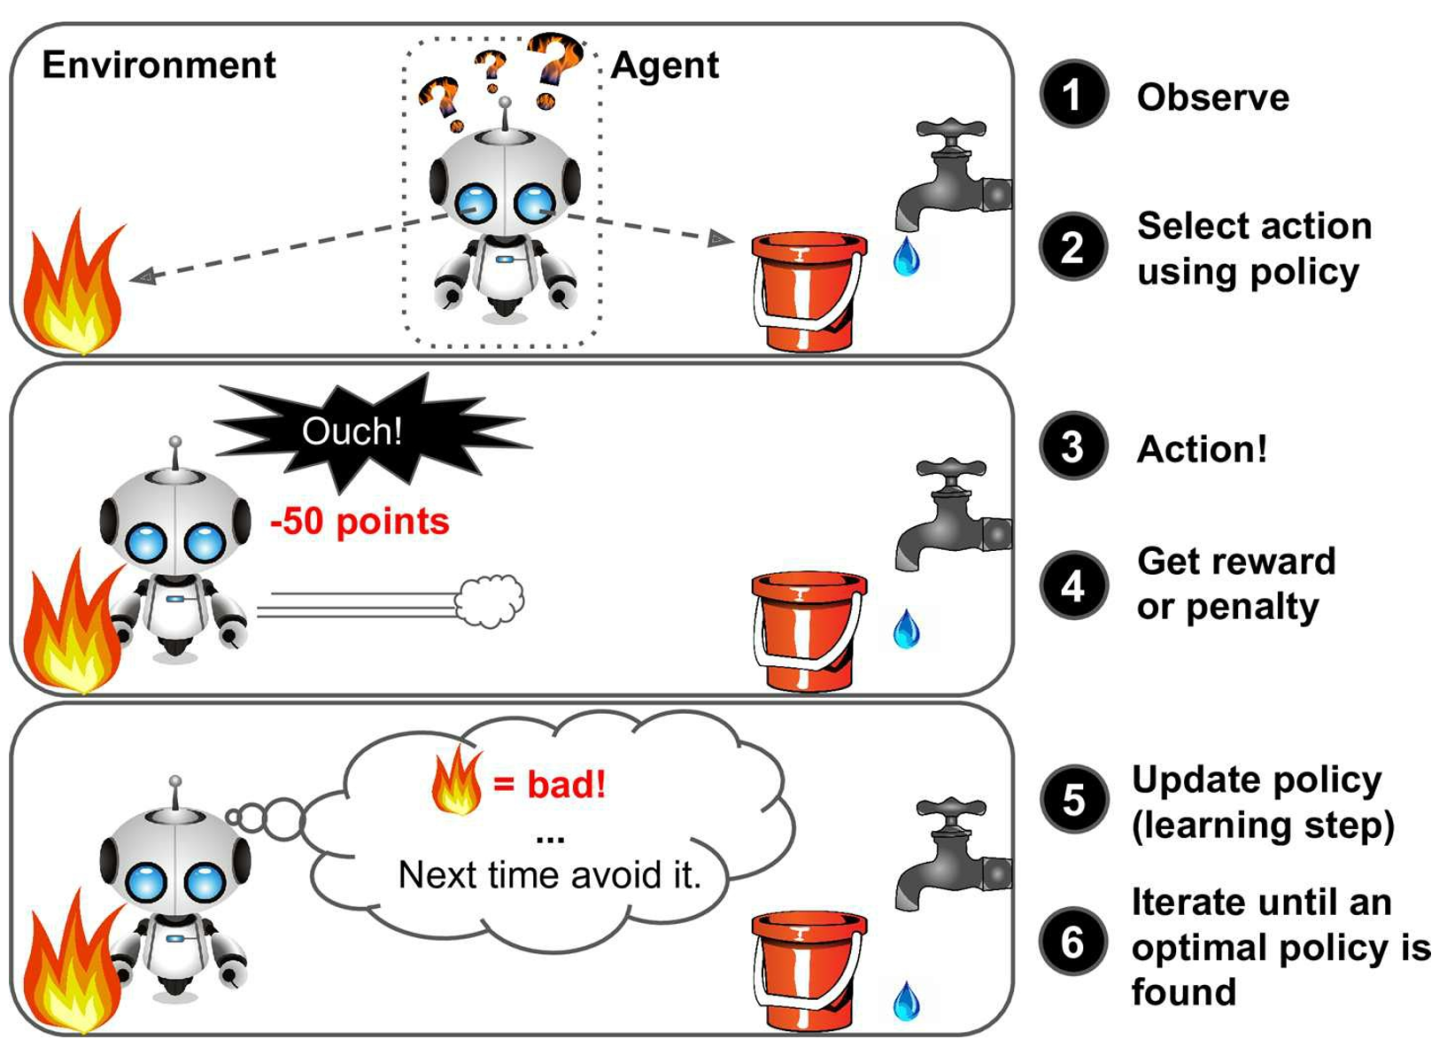 Environment
Agent
? ? ?
1 Observe
2 Select action
using policy
Ouch!
-50 points
3 Action!
4 Get reward
or penalty
= bad!
...
Next time avoid it.
5 Update policy
(learning step)
6 Iterate until an
optimal policy is
found